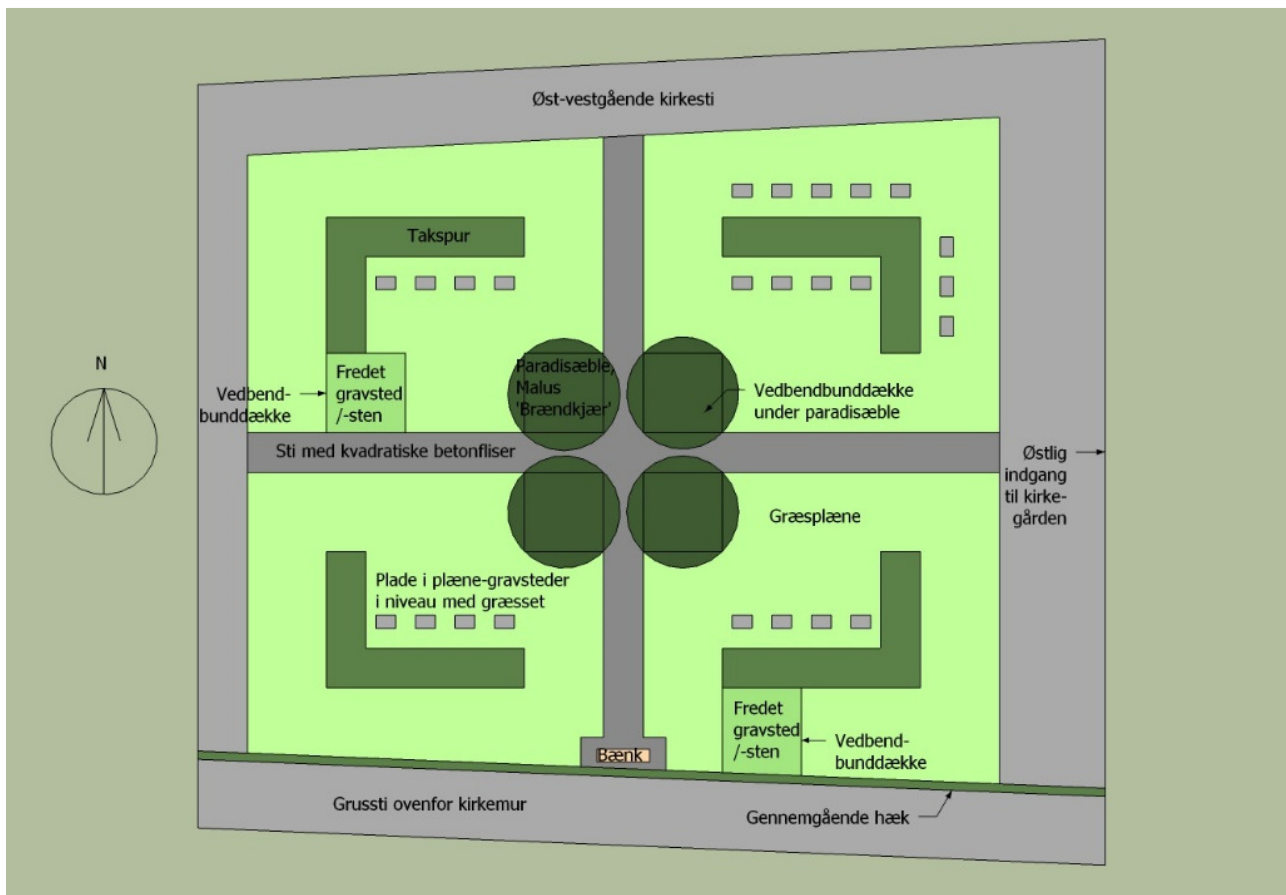 Øst-vestgående kirkesti
Takspur
N
Fredet
gravsted
/-sten
Vedbend-
bunddække
Paradisæble,
Malus
'Brændkjær'
Vedbendbunddække
under paradisæble
Sti med kvadratiske betonfliser
Østlig
indgang
til kirke-
gården
Græsplæne
Plade i plæne-gravsteder
i niveau med græsset
Fredet
gravsted
/-sten
Vedbend-
bunddække
Bænk
Grussti ovenfor kirkemur
Gennemgående hæk